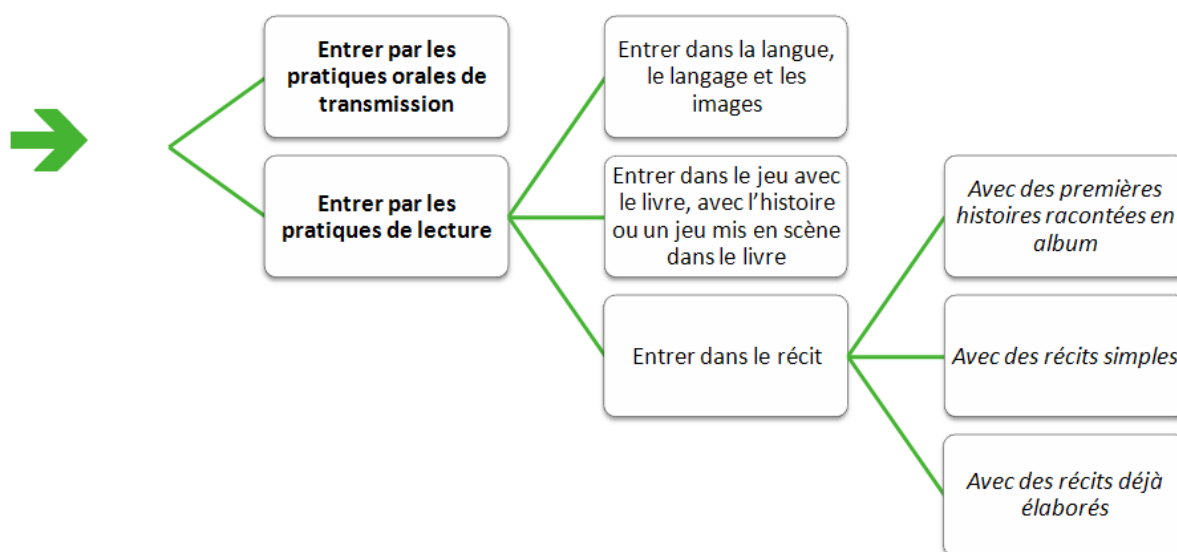 Entrer par les
pratiques orales de
transmission
Entrer par les
pratiques de lecture
Entrer dans la langue,
le langage et les
images
Entrer dans le jeu avec
le livre, avec l’histoire
ou un jeu mis en scène
dans le livre
Entrer dans le récit
Avec des premières
histoires racontées en
album
Avec des récits simples
Avec des récits déjà
élaborés